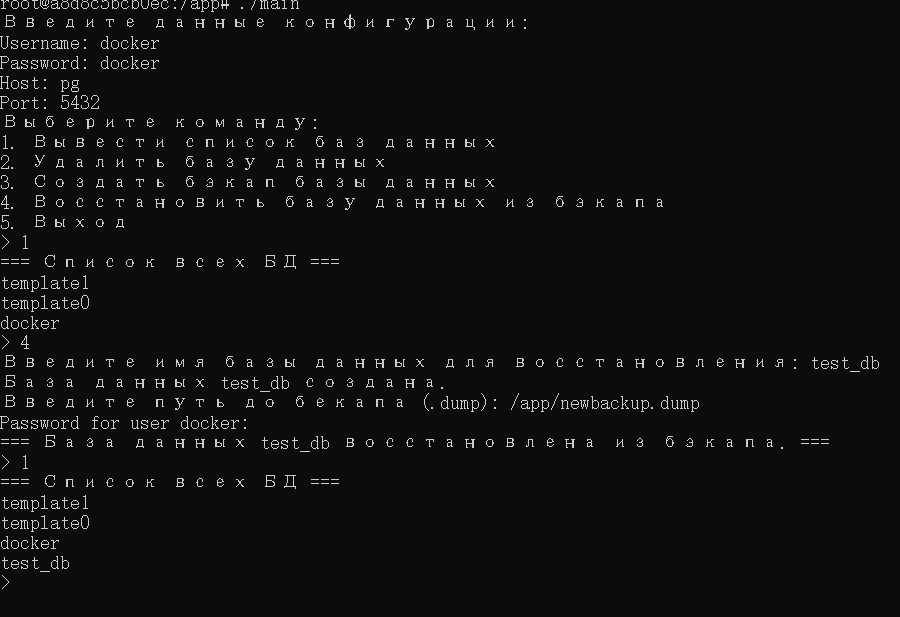 root@a8d8c5bcb0ec:/app# ./main
Введите данные конфигурации:
Username: docker
Password: docker
Host: pg
Port: 5432
Выберите команду:
1. Вывести список баз данных
2. Удалить базу данных
3. Создать бэкап базы данных
4. Восстановить базу данных из бэкапа
5. Выход
> 1
=== Список всех БД ===
template1
template0
docker
> 4
Введите имя базы данных для восстановления: test_db
База данных test_db создана.
Введите путь до бекапа (.dump): /app/newbackup.dump
Password for user docker:
=== База данных test_db восстановлена из бэкапа. ===
> 1
=== Список всех БД ===
template1
template0
docker
test_db
>